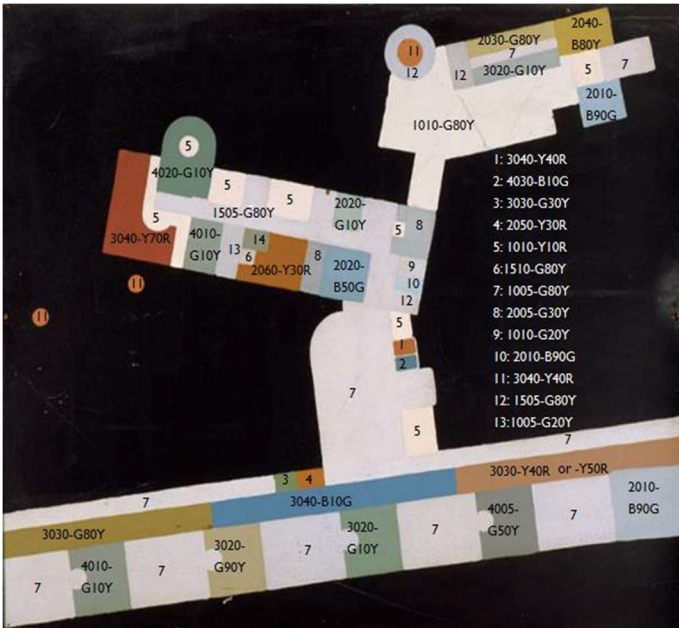 2040-
B80Y
2030-G80Y
11
7
12
12
3020-G10Y
5
7
2010-
B90G
1010-G80Y
5
4020-G10Y
5
5
1505-G80Y
2020-
G10Y
5
8
5
3040-Y70R
4010-
G10Y
13
14
6
2060-Y30R
8
2020-
B50G
9
10
12
11
11
5
1
2
7
5
1: 3040-Y40R
2: 4030-B10G
3: 3030-G30Y
4: 2050-Y30R
5: 1010-Y10R
6:1510-G80Y
7: 1005-G80Y
8: 2005-G30Y
9: 1010-G20Y
10: 2010-B90G
11: 3040-Y40R
12: 1505-G80Y
13:1005-G20Y
7
3
4
3030-Y40R or -Y50R
7
3040-B10G
2010-
B90G
3030-G80Y
4005-
G50Y
7
3020-
G10Y
7
3020-
G90Y
7
4010-
G10Y
7
7